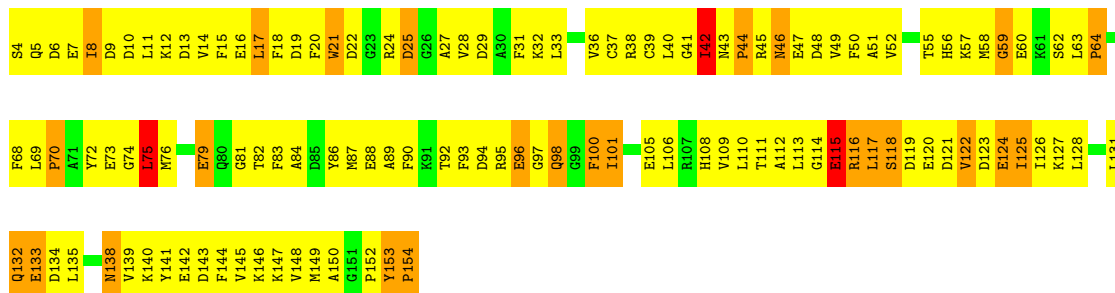 S4 Q5 D6 E7 I8 D9 D10 L11 K12 D13 V14 F15 E16 L17 F18 D19 F20 W21 D22 G23 R24 D25 G26 A27 V28 D29 A30 F31 K32 L33 V36 C37 R38 C39 L40 G41 I42 N43 P44 R45 N46 E47 D48 V49 F50 A51 V52 T55 H56 K57 M58 G59 E60 K61 S62 L63 P64
F68 L69 P70 A71 Y72 E73 G74 L75 M76 E79 Q80 G81 T82 F83 A84 D85 Y86 M87 E88 A89 F90 K91 T92 F93 D94 R95 E96 G97 Q98 G99 F100 I101 E105 L106 R107 H108 V109 L110 T111 A112 L113 G114 E115 R116 L117 S118 D119 E120 D121 V122 D123 E124 I125 I126 K127 L128 L131
Q132 E133 D134 L135 N138 V139 K140 Y141 E142 D143 F144 V145 K146 K147 V148 M149 A150 G151 P152 Y153 P154